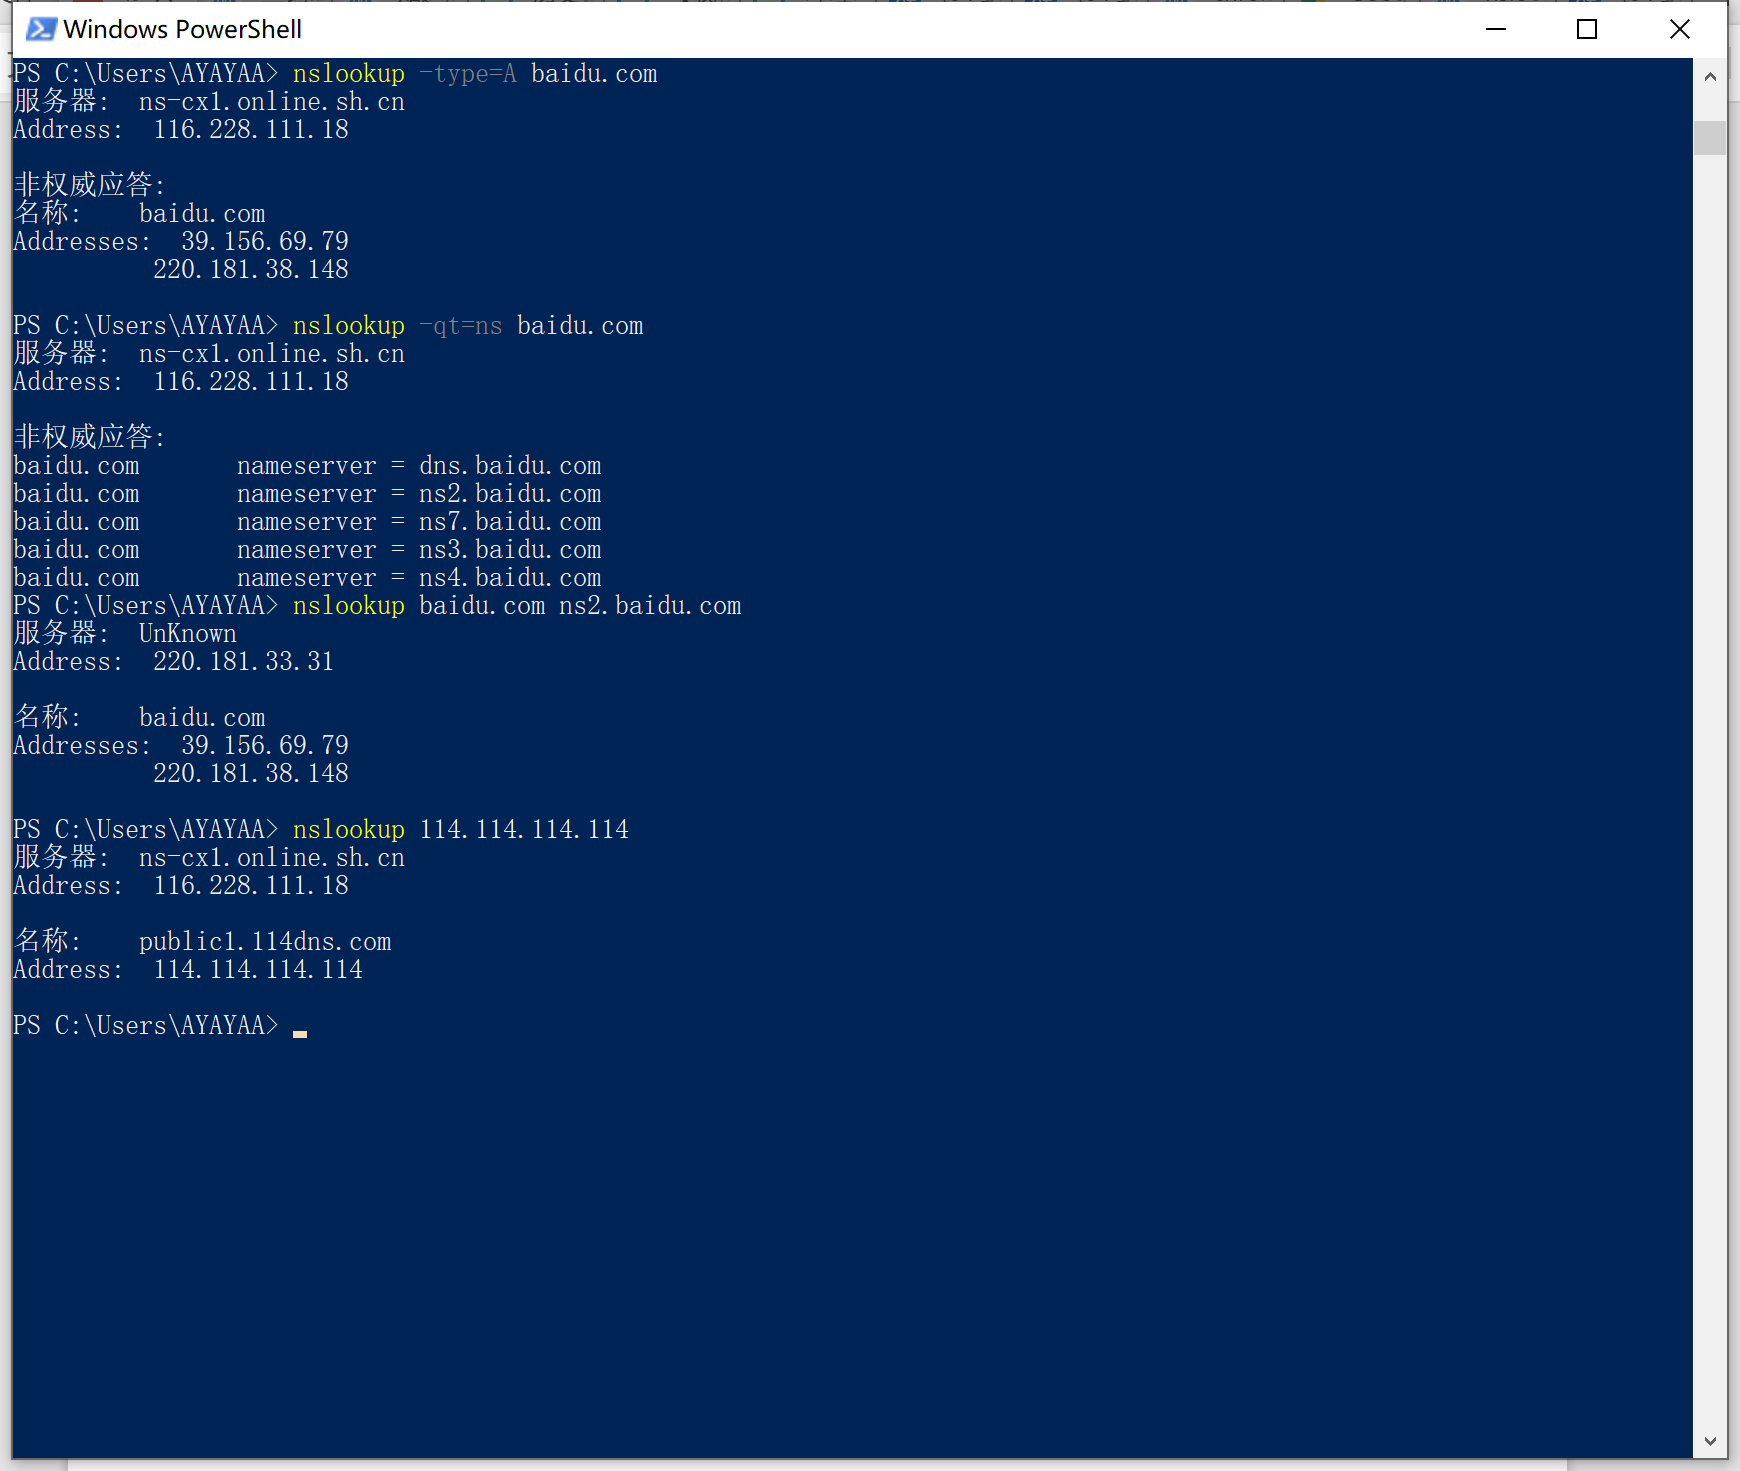 Windows PowerShell
PS C:\Users\AYAYAA> nslookup -type=A baidu.com
服务器:  ns-cx1.online.sh.cn
Address:  116.228.111.18
非权威应答:
名称:    baidu.com
Addresses:  39.156.69.79
220.181.38.148
PS C:\Users\AYAYAA> nslookup -qt=ns baidu.com
服务器:  ns-cx1.online.sh.cn
Address:  116.228.111.18
非权威应答:
baidu.com       nameserver = dns.baidu.com
baidu.com       nameserver = ns2.baidu.com
baidu.com       nameserver = ns7.baidu.com
baidu.com       nameserver = ns3.baidu.com
baidu.com       nameserver = ns4.baidu.com
PS C:\Users\AYAYAA> nslookup baidu.com ns2.baidu.com
服务器:  UnKnown
Address:  220.181.33.31
名称:    baidu.com
Addresses:  39.156.69.79
220.181.38.148
PS C:\Users\AYAYAA> nslookup 114.114.114.114
服务器:  ns-cx1.online.sh.cn
Address:  116.228.111.18
名称:    public1.114dns.com
Address:  114.114.114.114
PS C:\Users\AYAYAA>